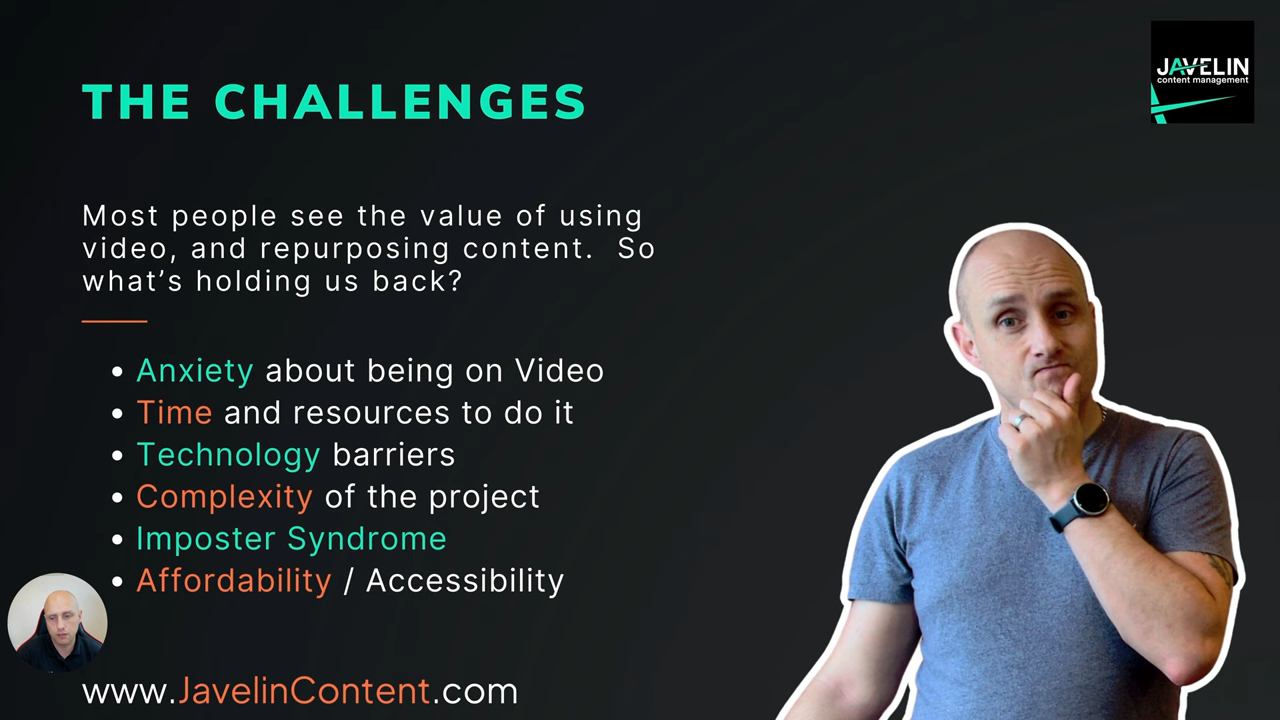 JAVELIN
content management
THE CHALLENGES
Most people see the value of using
video, and repurposing content.  So
what’s holding us back?
• Anxiety about being on Video
• Time and resources to do it
• Technology barriers
• Complexity of the project
• Imposter Syndrome
• Affordability / Accessibility
www.JavelinContent.com